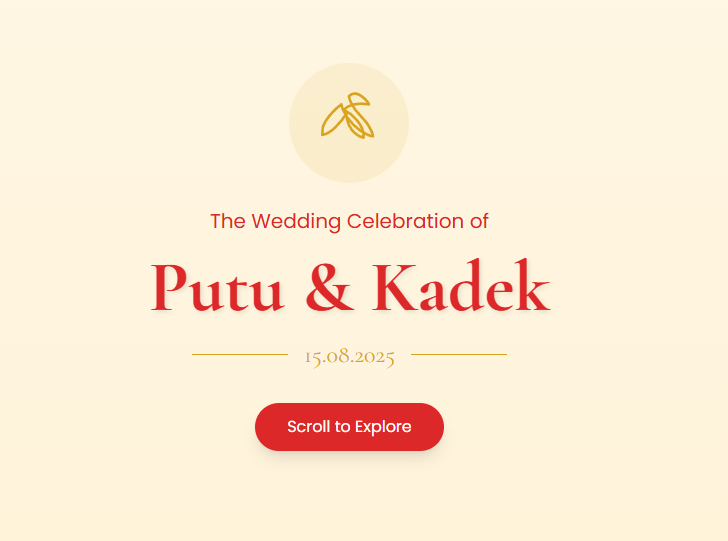 The Wedding Celebration of
Putu & Kadek
15.08.2025
Scroll to Explore